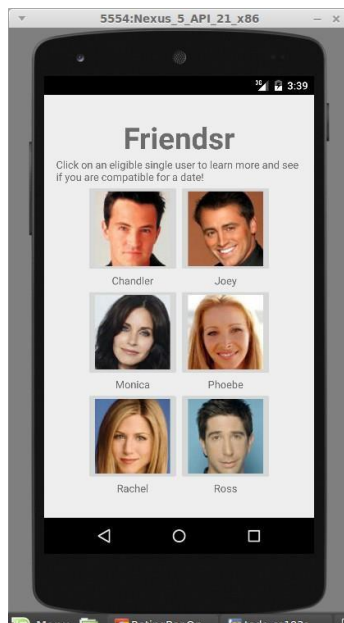 5554:Nexus_5_API_21_x86
3G 3:39
Friendsr
Click on an eligible single user to learn more and see
if you are compatible for a date!
Chandler Joey
Monica Phoebe
Rachel Ross